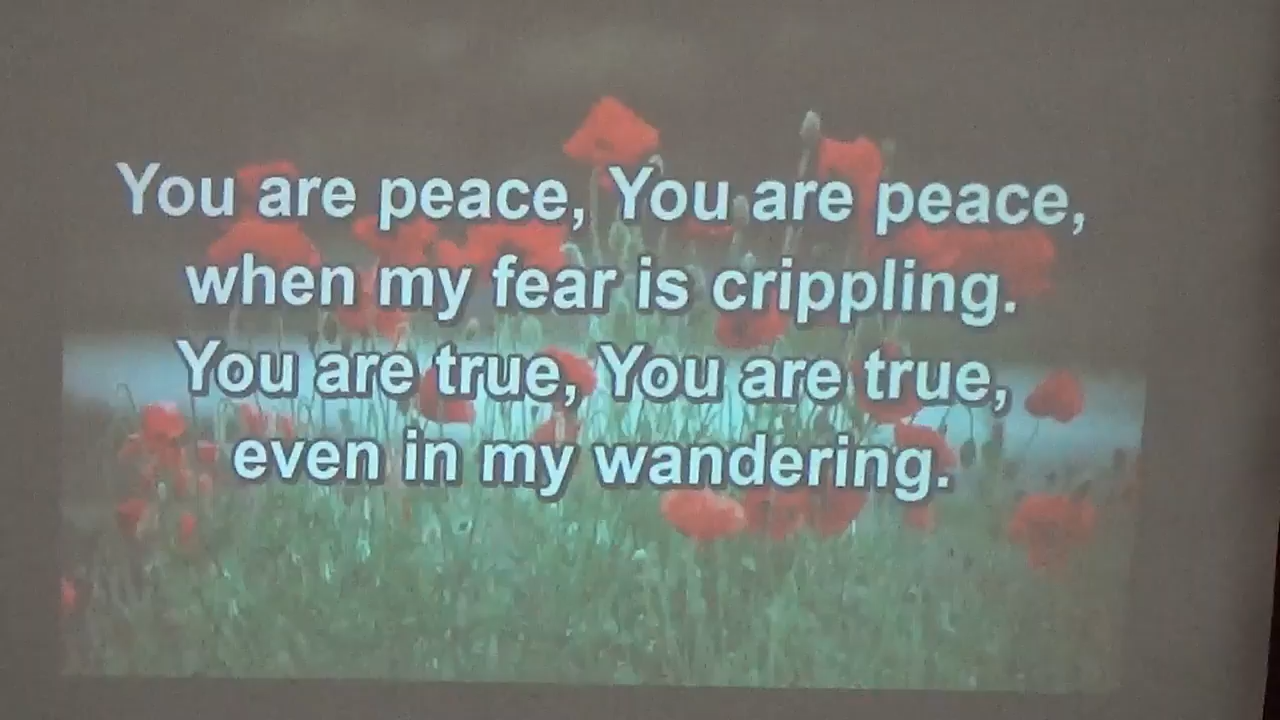 You are peace, You are peace,
when my fear is crippling.
You are true, You are true,
even in my wandering.